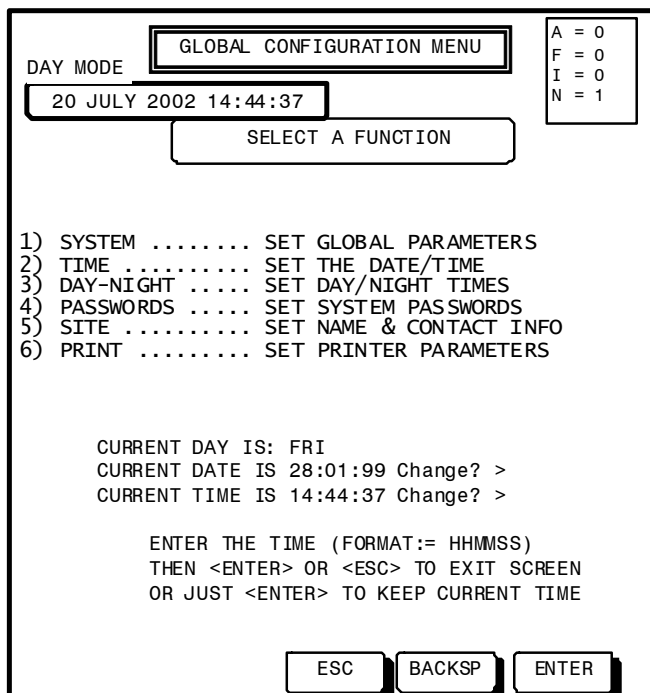 GLOBAL CONFIGURATION MENU
A = 0
F = 0
I = 0
N = 1
DAY MODE
20 JULY 2002 14:44:37
SELECT A FUNCTION
1) SYSTEM ........ SET GLOBAL PARAMETERS
2) TIME .......... SET THE DATE/TIME
3) DAY-NIGHT ..... SET DAY/NIGHT TIMES
4) PASSWORDS ..... SET SYSTEM PASSWORDS
5) SITE .......... SET NAME & CONTACT INFO
6) PRINT ......... SET PRINTER PARAMETERS
CURRENT DAY IS: FRI
CURRENT DATE IS 28:01:99 Change? >
CURRENT TIME IS 14:44:37 Change? >
ENTER THE TIME (FORMAT:= HHMMSS)
THEN <ENTER> OR <ESC> TO EXIT SCREEN
OR JUST <ENTER> TO KEEP CURRENT TIME
ESC BACKSP ENTER